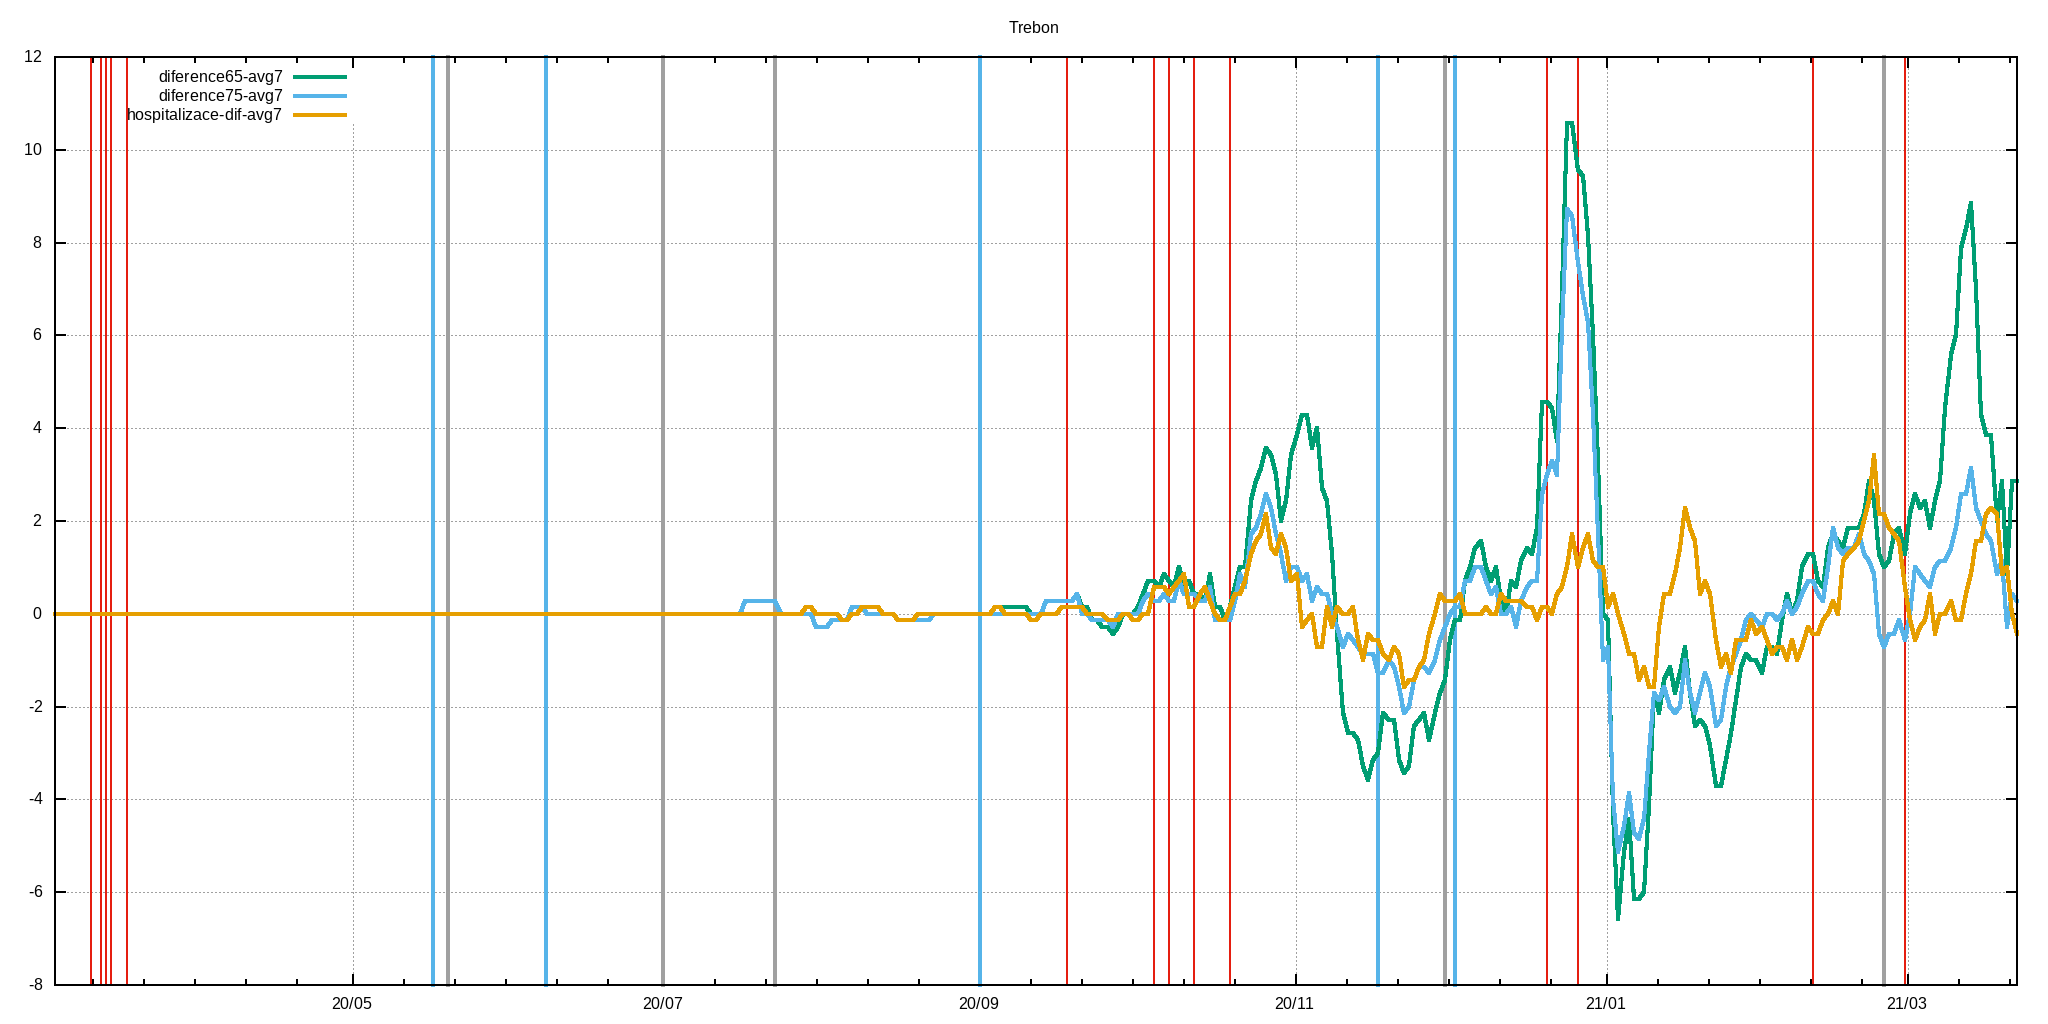 Trebon
12
diference65-avg7
diference75-avg7
hospitalizace-dif-avg7
10
8
6
4
2
0
-2
-4
-6
-8
20/05 20/07 20/09 20/11 21/01 21/03